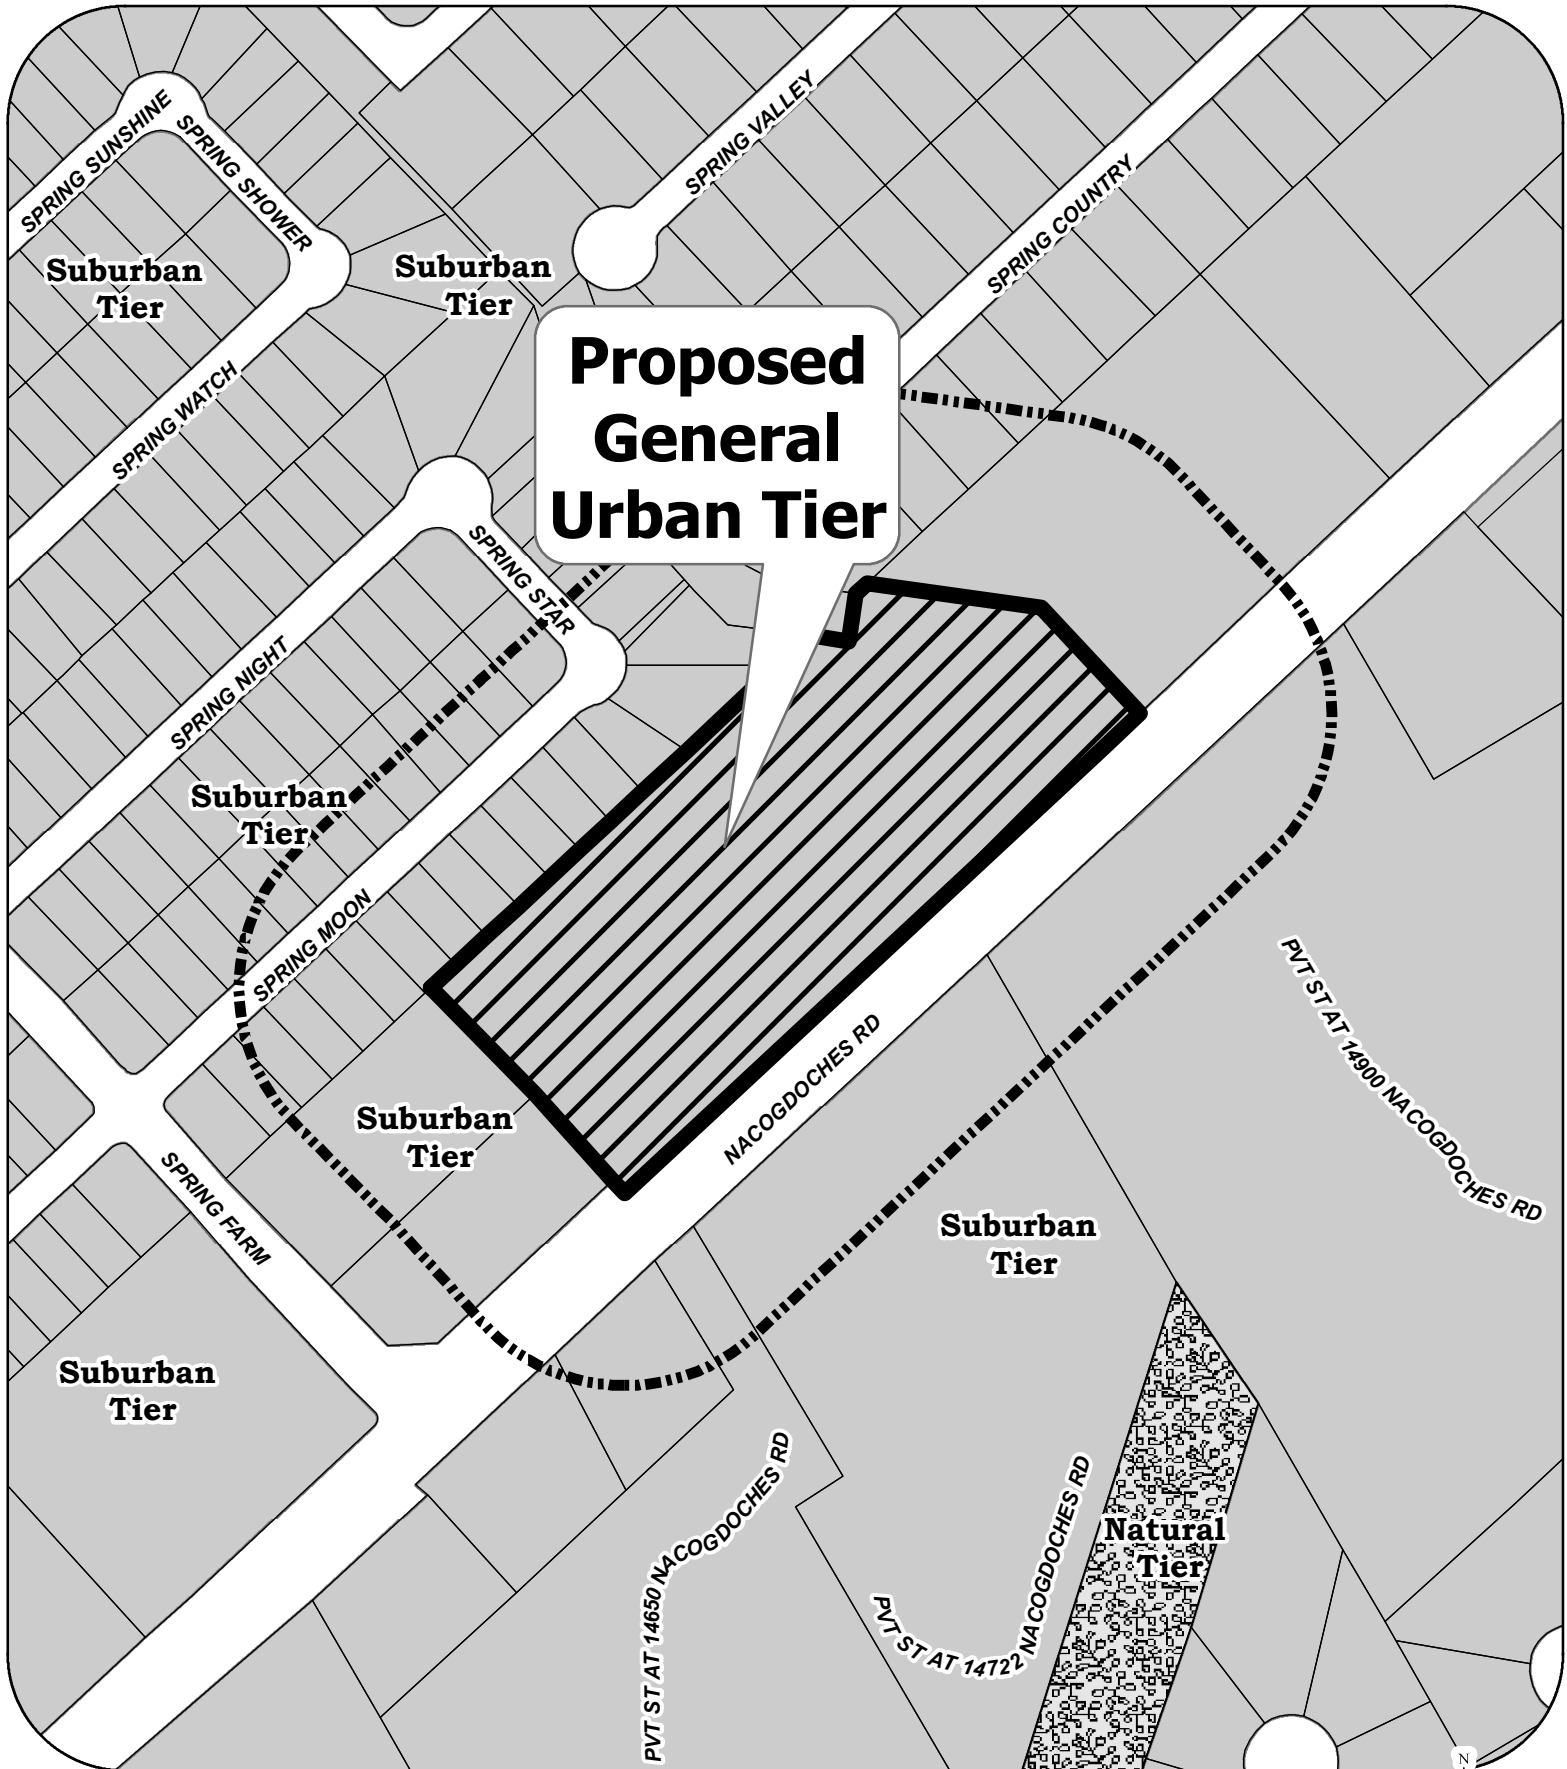 SPRING SUNSHINE
SPRING SHOWER
SPRING VALLEY
SPRING COUNTRY
Suburban
Tier
Suburban
Tier
Proposed
General
Urban Tier
SPRING WATCH
SPRING STAR
SPRING NIGHT
Suburban
Tier
SPRING MOON
PVT ST AT 14900 NACOGDOCHES RD
NACOGDOCHES RD
Suburban
Tier
SPRING FARM
Suburban
Tier
Suburban
Tier
PVT ST AT 14650 NACOGDOCHES RD
PVT ST AT 14722 NACOGDOCHES RD
Natural
Tier
N